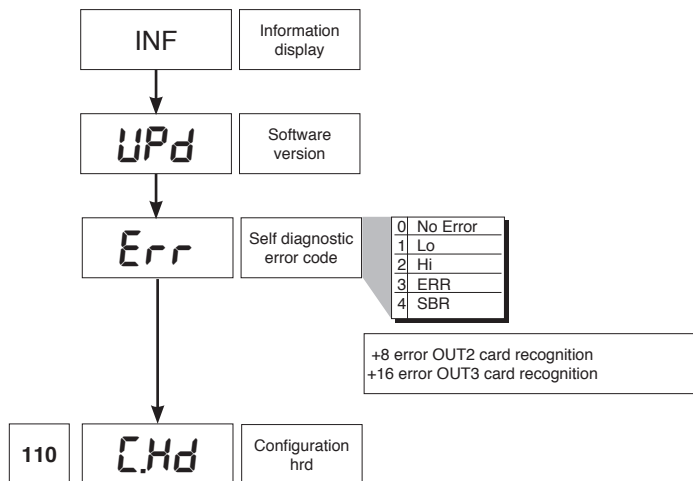 INF
Information
display
UPd
Software
version
Err
Self diagnostic
error code
0 No Error
1 Lo
2 Hi
3 ERR
4 SBR
+8 error OUT2 card recognition
+16 error OUT3 card recognition
110
C.Hd
Configuration
hrd